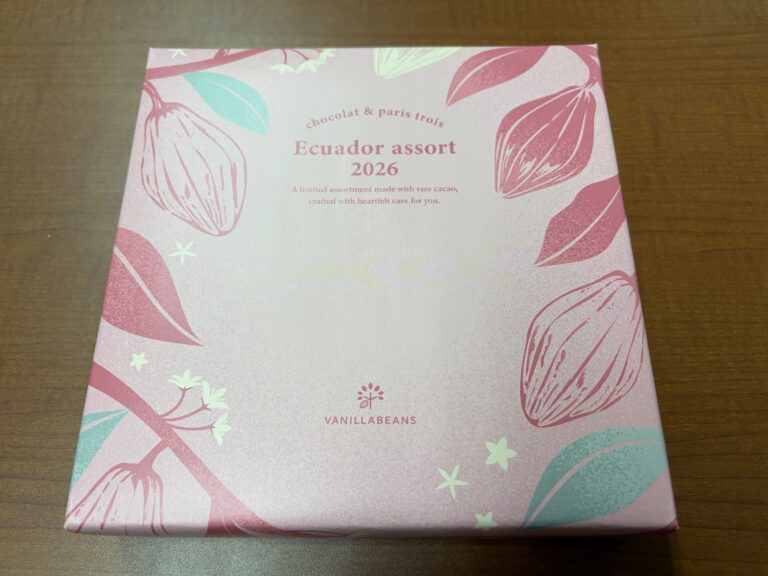 chocolat & paris trois
Ecuador assort
2026
A limited assortment made with rare cacao,
crafted with heartfelt care for you.
VANILLABEANS